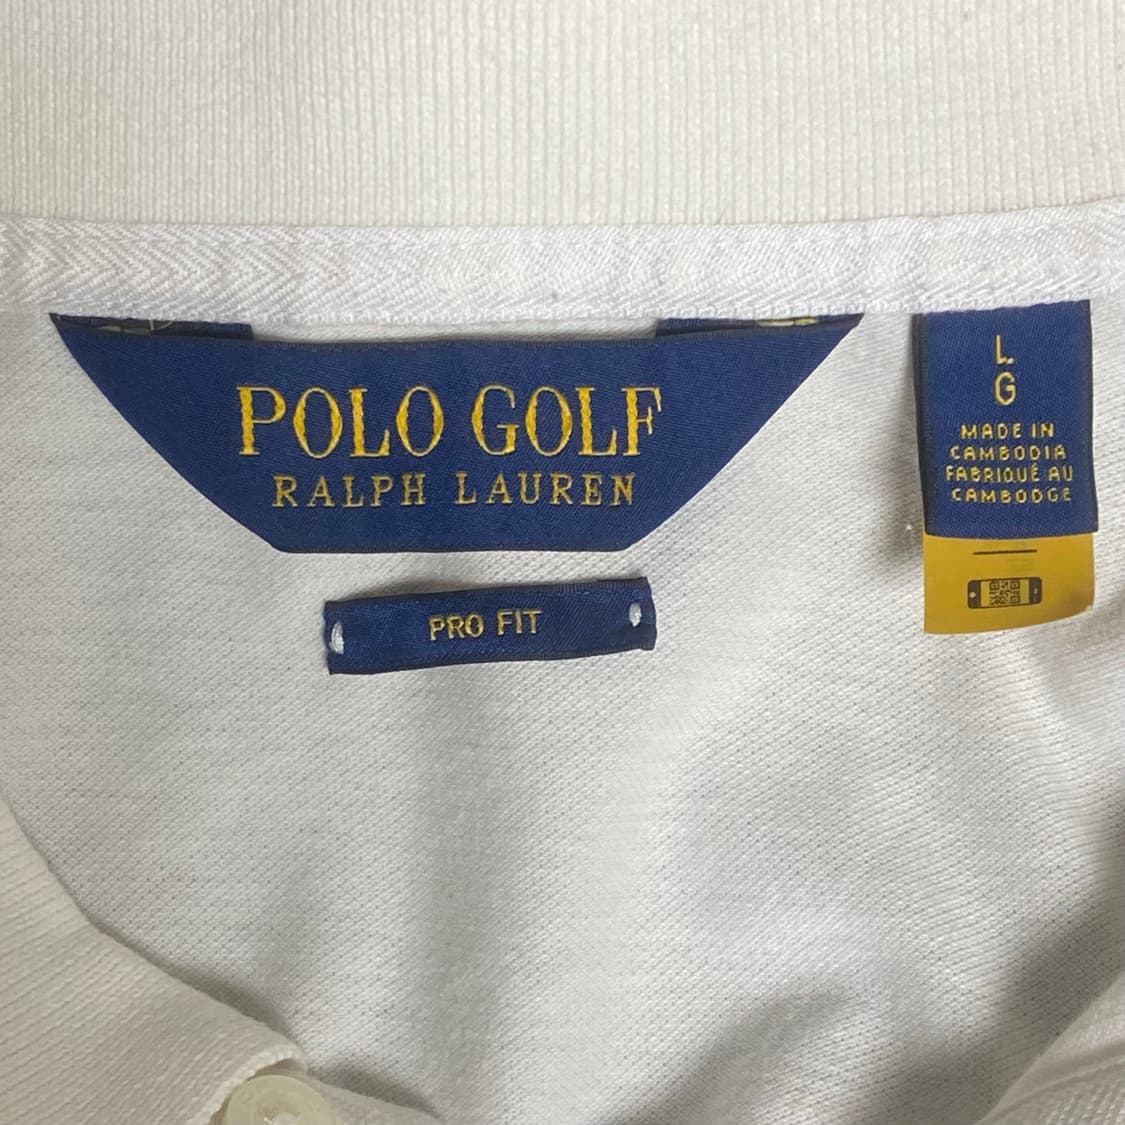 POLO GOLF
RALPH LAUREN
PRO FIT
L
G
MADE IN
CAMBODIA
FABRIQUÉ AU
CAMBODGE